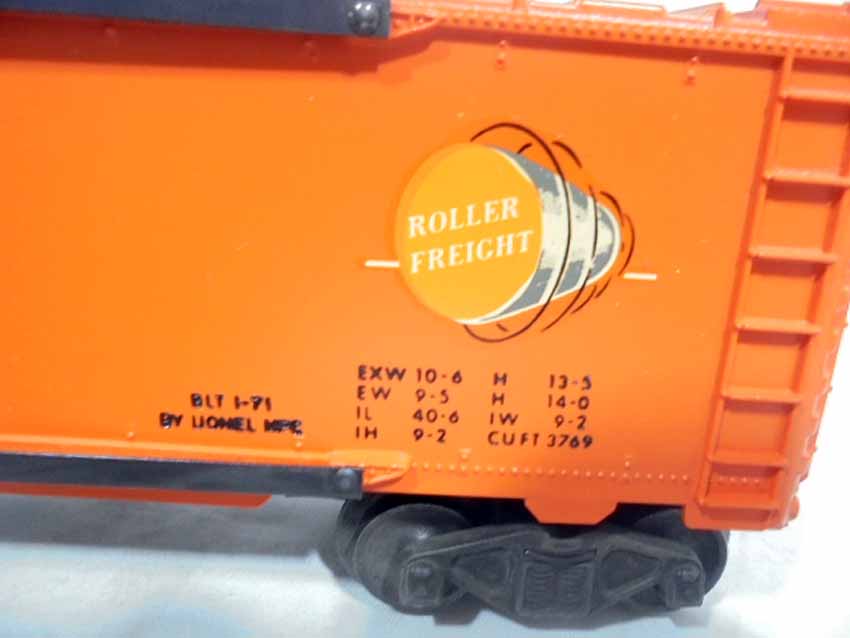 ROLLER
FREIGHT
EXW 10-6 H 13-5
EW 9-5 H 14-0
IL 40-6 IW 9-2
IH 9-2 CU FT 3769
BLT 1-71
BY LIONEL MPC